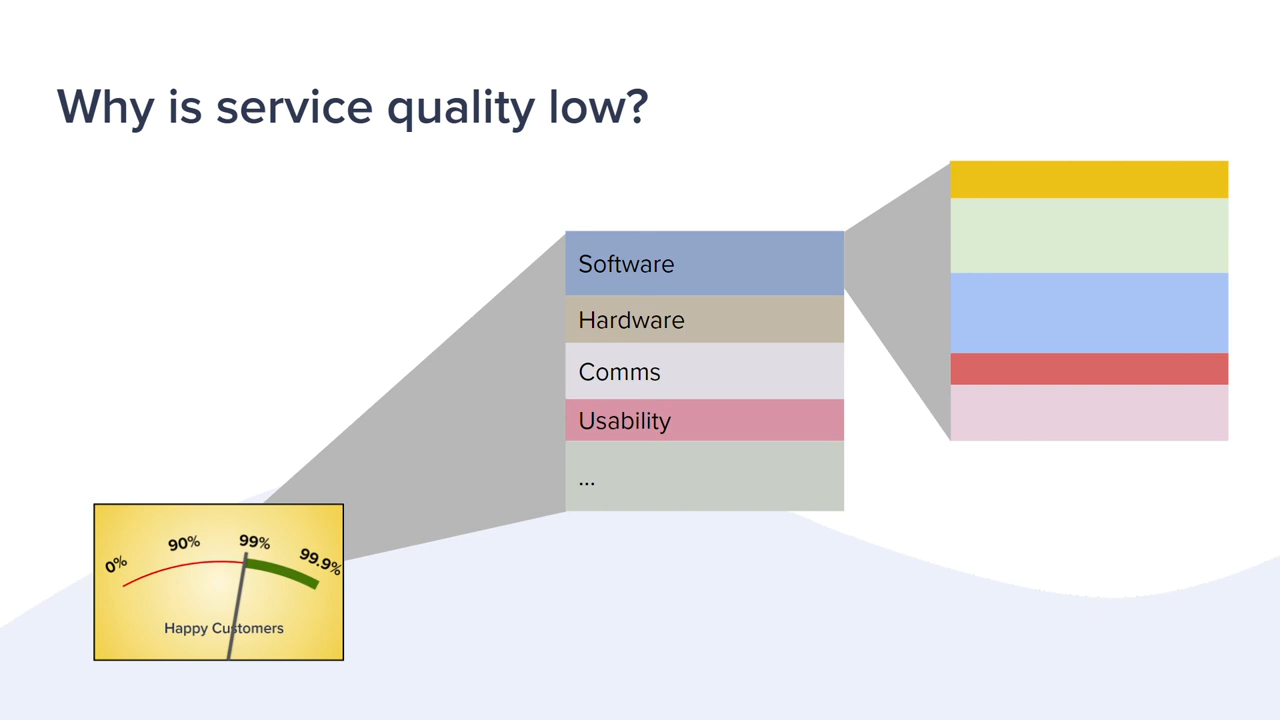 Why is service quality low?
Software
Hardware
Comms
Usability
...
0%
90%
99%
99.9%
Happy Customers